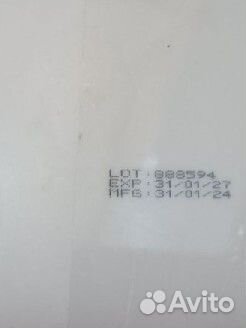 LOT : 888594
EXP : 31/01/27
MFG : 31/01/24
Avito